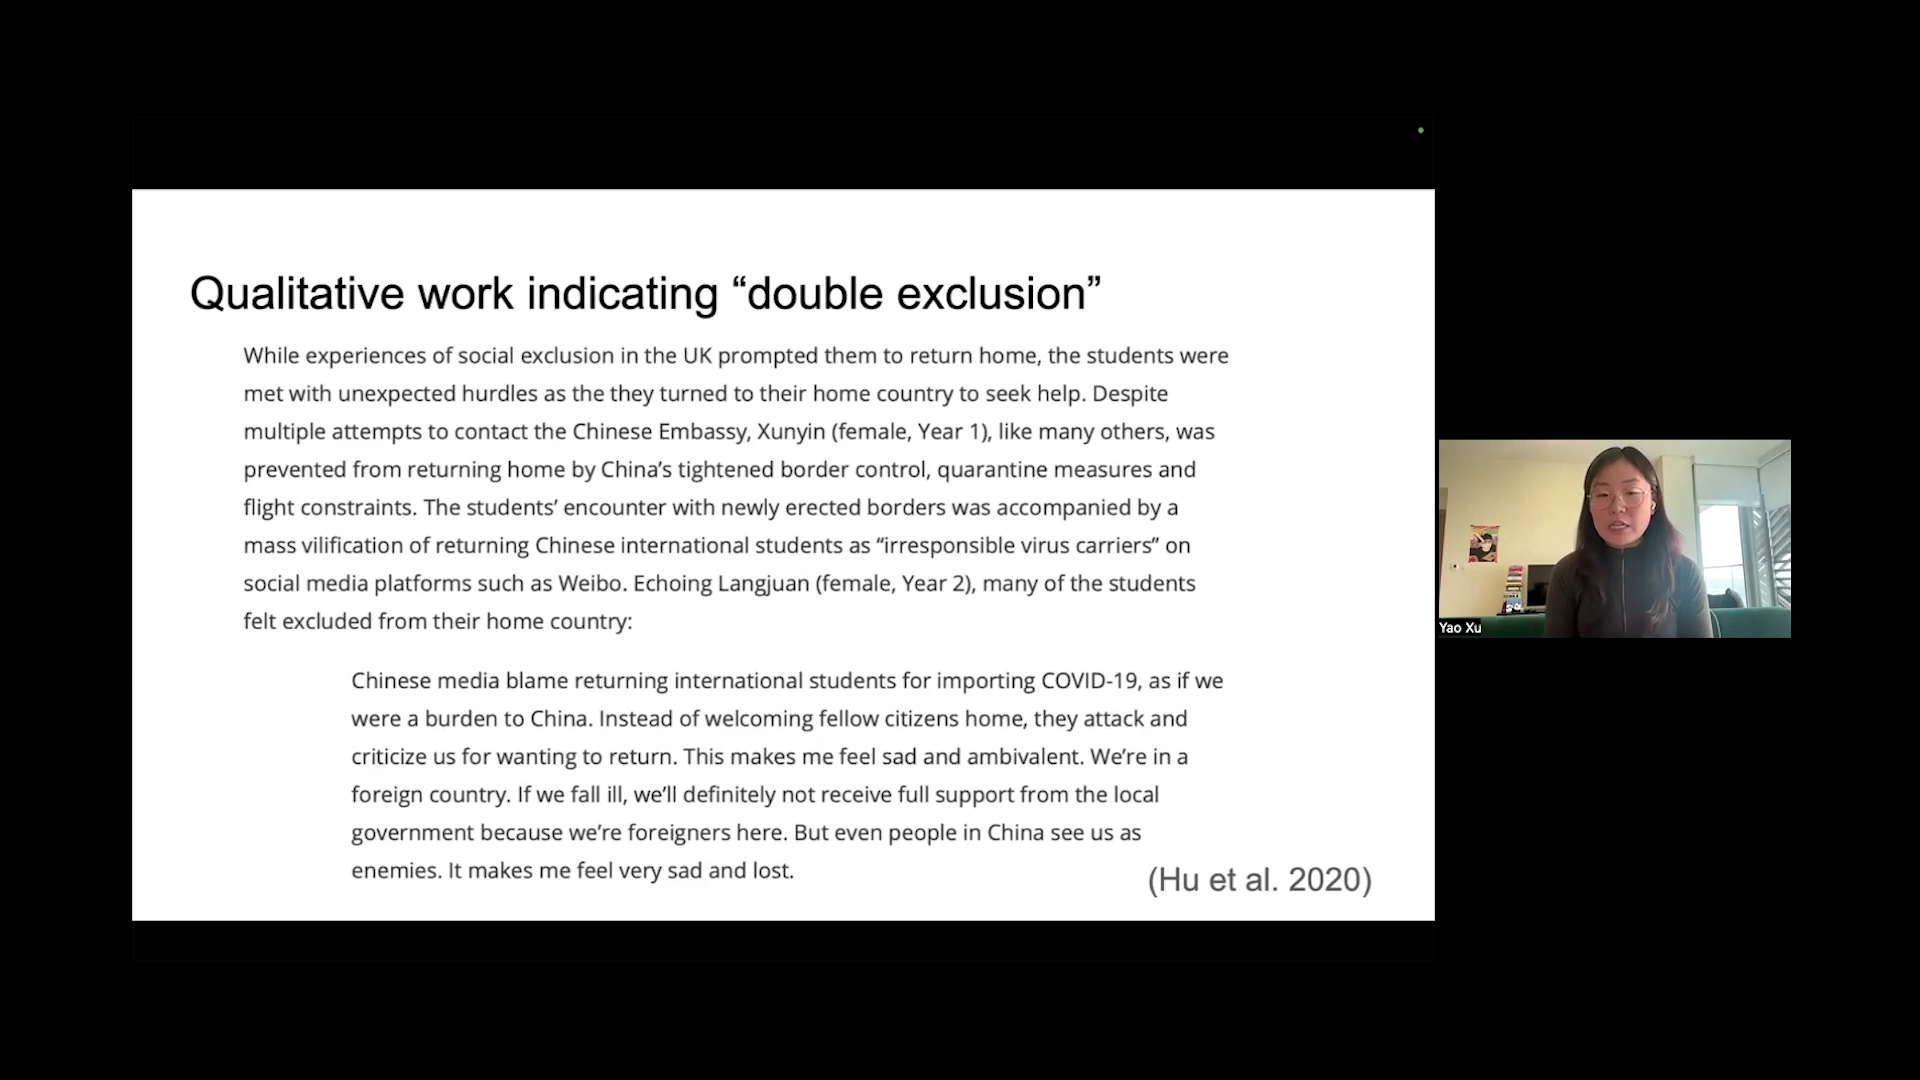 Qualitative work indicating “double exclusion”
While experiences of social exclusion in the UK prompted them to return home, the students were
met with unexpected hurdles as the they turned to their home country to seek help. Despite
multiple attempts to contact the Chinese Embassy, Xunyin (female, Year 1), like many others, was
prevented from returning home by China’s tightened border control, quarantine measures and
flight constraints. The students’ encounter with newly erected borders was accompanied by a
mass vilification of returning Chinese international students as “irresponsible virus carriers” on
social media platforms such as Weibo. Echoing Langjuan (female, Year 2), many of the students
felt excluded from their home country:
Chinese media blame returning international students for importing COVID-19, as if we
were a burden to China. Instead of welcoming fellow citizens home, they attack and
criticize us for wanting to return. This makes me feel sad and ambivalent. We’re in a
foreign country. If we fall ill, we’ll definitely not receive full support from the local
government because we’re foreigners here. But even people in China see us as
enemies. It makes me feel very sad and lost.
(Hu et al. 2020)
Yao Xu